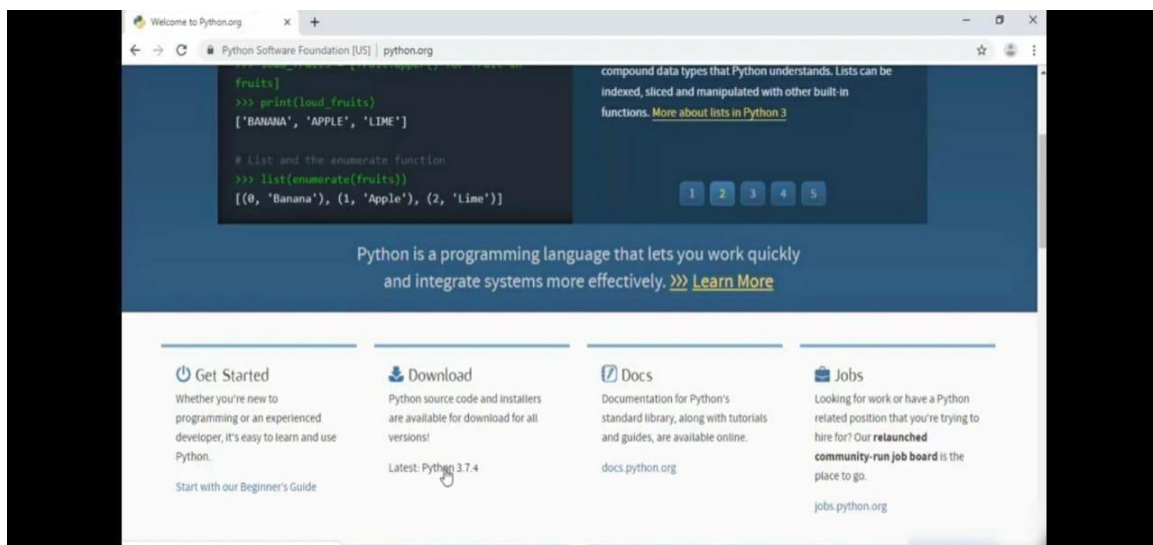 Welcome to Python.org
Python Software Foundation [US] | python.org
fruits]
>>> print(loud_fruits)
['BANANA', 'APPLE', 'LIME']
# List and the enumerate function
>>> list(enumerate(fruits))
[(0, 'Banana'), (1, 'Apple'), (2, 'Lime')]
compound data types that Python understands. Lists can be
indexed, sliced and manipulated with other built-in
functions. More about lists in Python 3
1 2 3 4 5
Python is a programming language that lets you work quickly
and integrate systems more effectively. >>> Learn More
Get Started
Whether you're new to
programming or an experienced
developer, it's easy to learn and use
Python.
Start with our Beginner's Guide
Download
Python source code and installers
are available for download for all
versions!
Latest: Python 3.7.4
Docs
Documentation for Python's
standard library, along with tutorials
and guides, are available online.
docs.python.org
Jobs
Looking for work or have a Python
related position that you're trying to
hire for? Our relaunched
community-run job board is the
place to go.
jobs.python.org